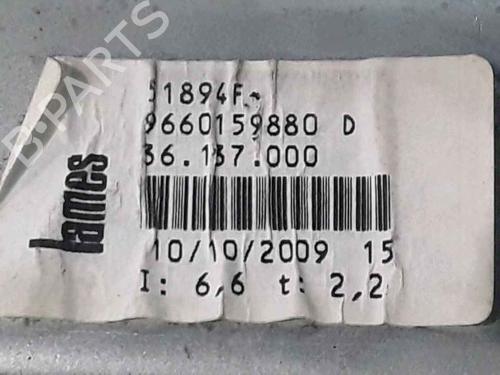 51894F*
9660159880 D
36.137.000
10/10/2009 15
I: 6,6 t: 2,2
lames
B-PARTS